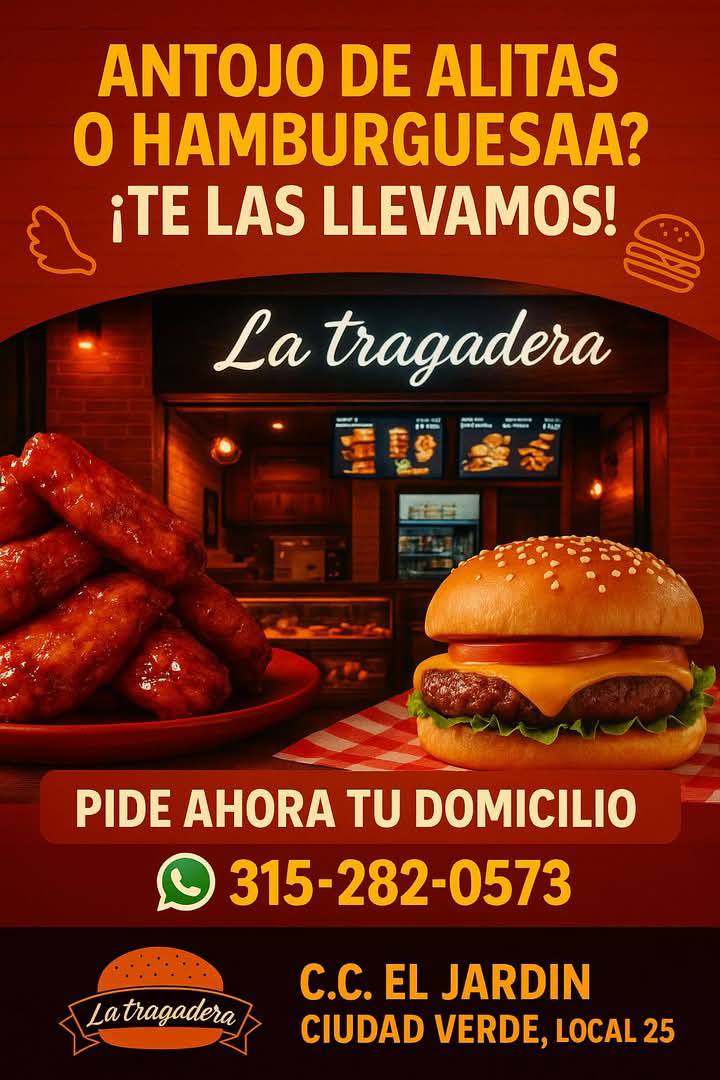 ANTOJO DE ALITAS
O HAMBURGUESAA?
¡TE LAS LLEVAMOS!
La tragadera
PIDE AHORA TU DOMICILIO
315-282-0573
La tragadera
C.C. EL JARDIN
CIUDAD VERDE, LOCAL 25